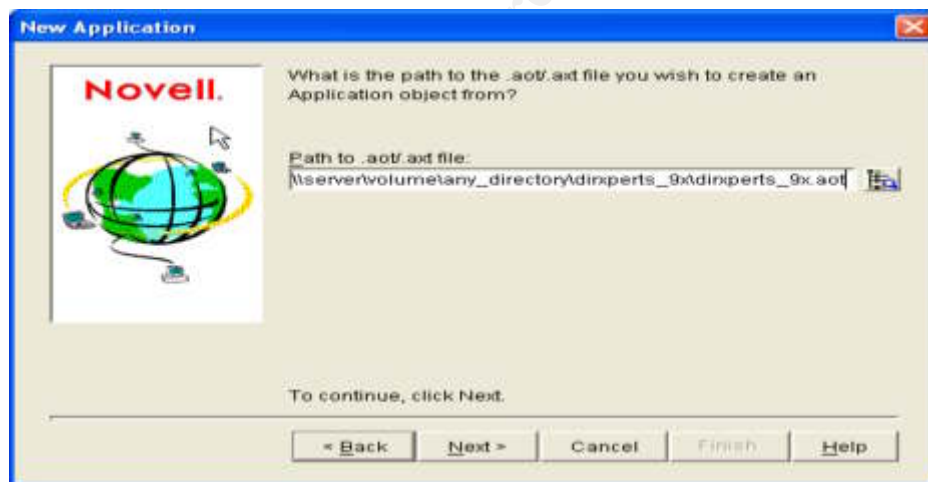 New Application
Novell.
What is the path to the .aot/.axt file you wish to create an
Application object from?
Path to .aot/.axt file:
\\server\volume\any_directory\dirxperts_9x\dirxperts_9x.aot
To continue, click Next.
< Back
Next >
Cancel
Finish
Help